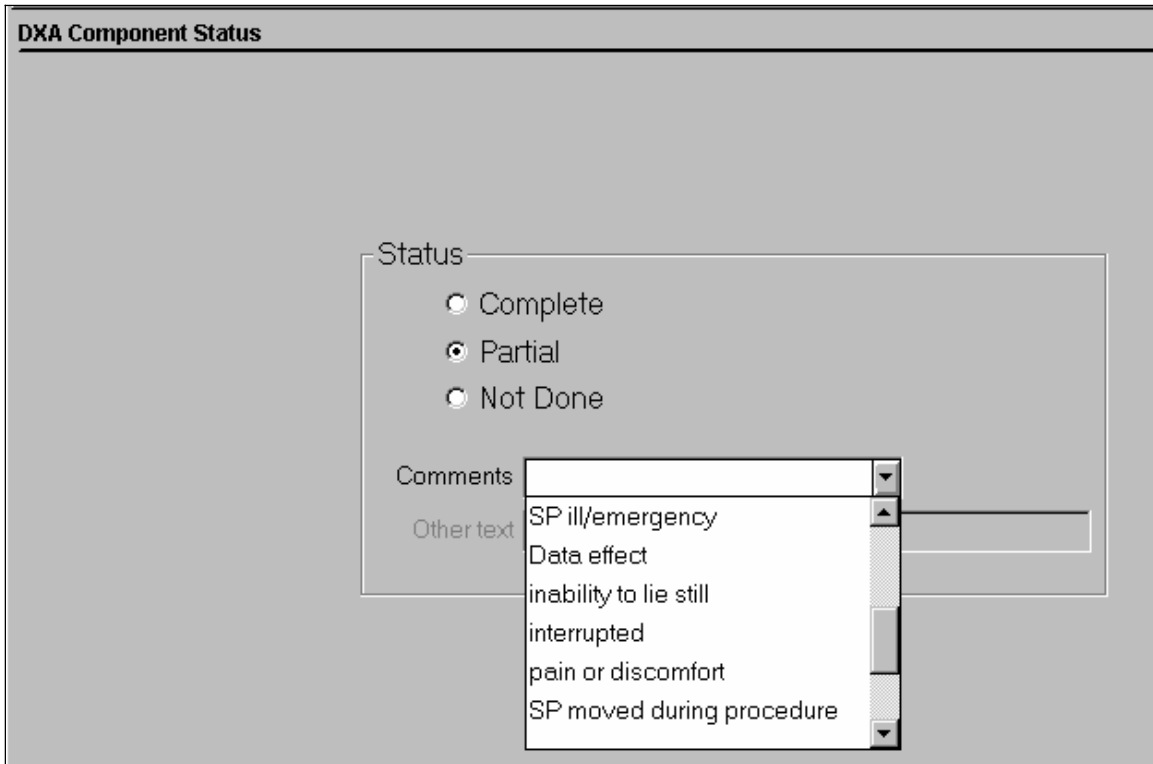 DXA Component Status
Status
Complete
Partial
Not Done
Comments
Other text
SP ill/emergency
Data effect
inability to lie still
interrupted
pain or discomfort
SP moved during procedure